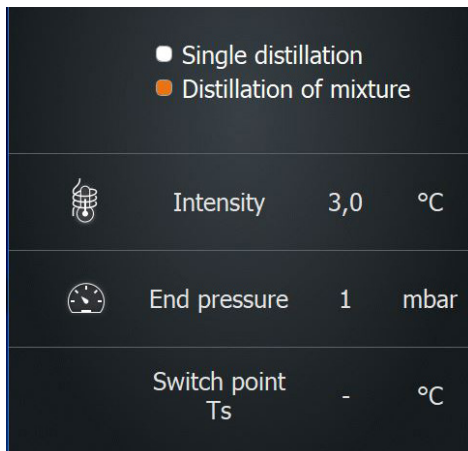 Single distillation
Distillation of mixture
Intensity 3,0 °C
End pressure 1 mbar
Switch point
Ts - °C